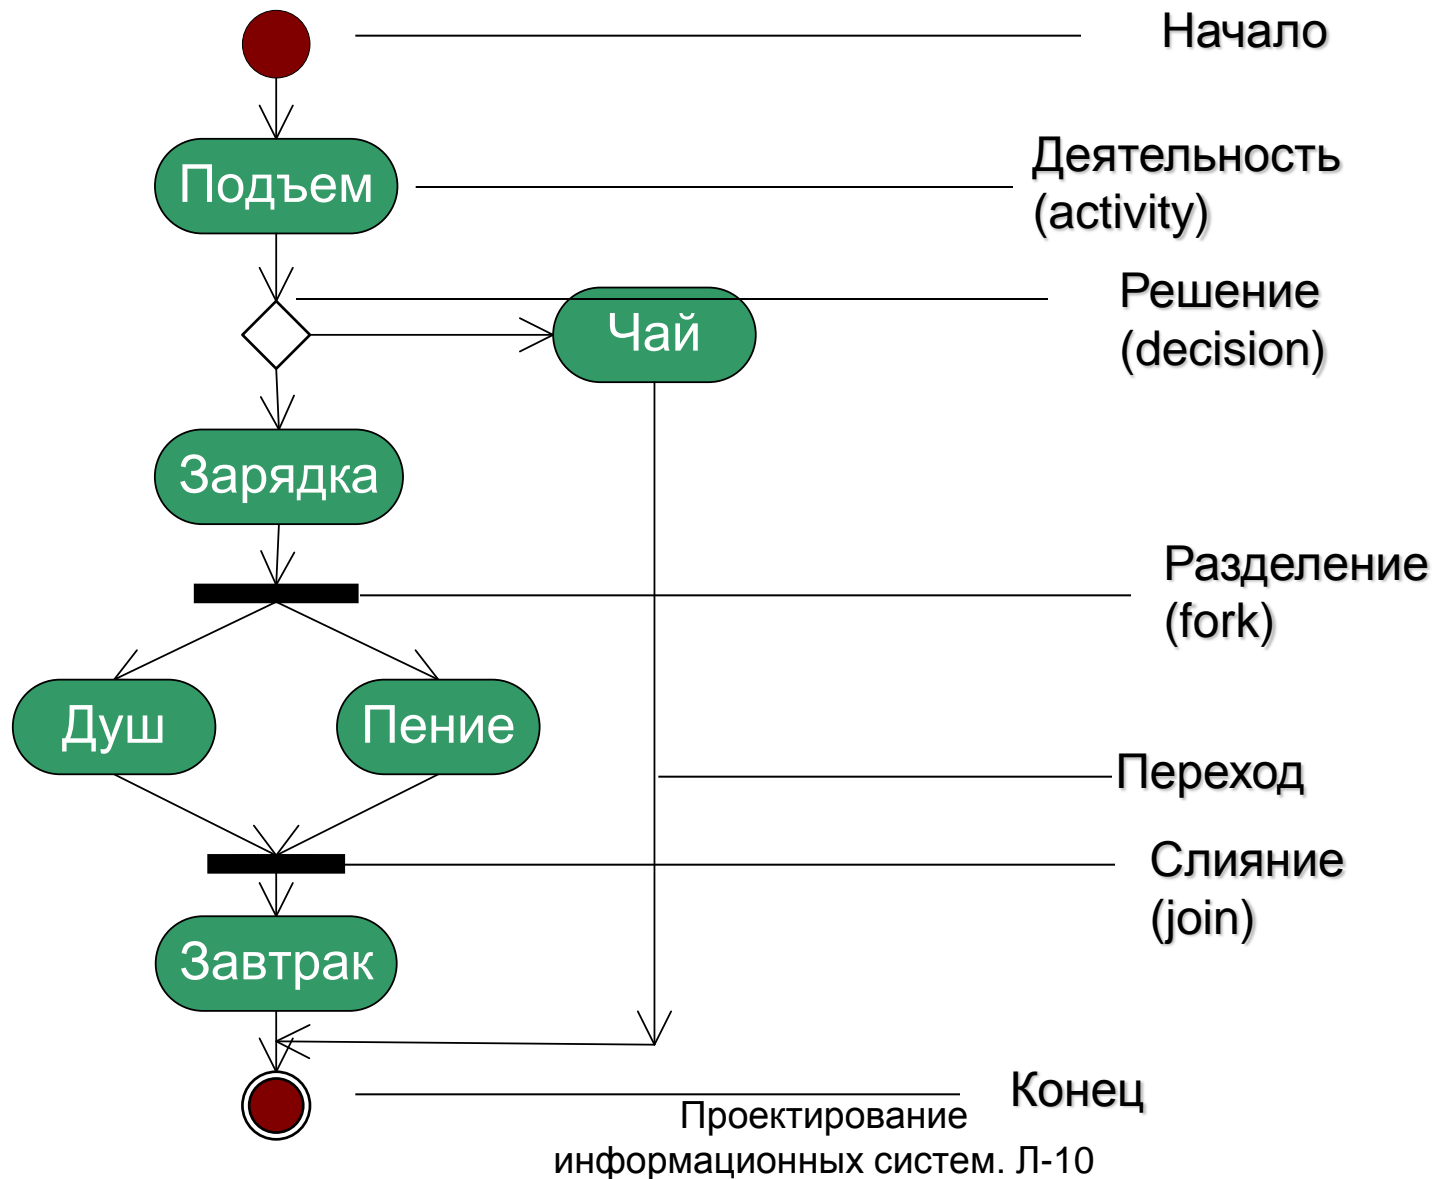 Начало
Подъем
Деятельность
(activity)
Решение
(decision)
Чай
Зарядка
Разделение
(fork)
Душ
Пение
Переход
Слияние
(join)
Завтрак
Конец
Проектирование
информационных систем. Л-10